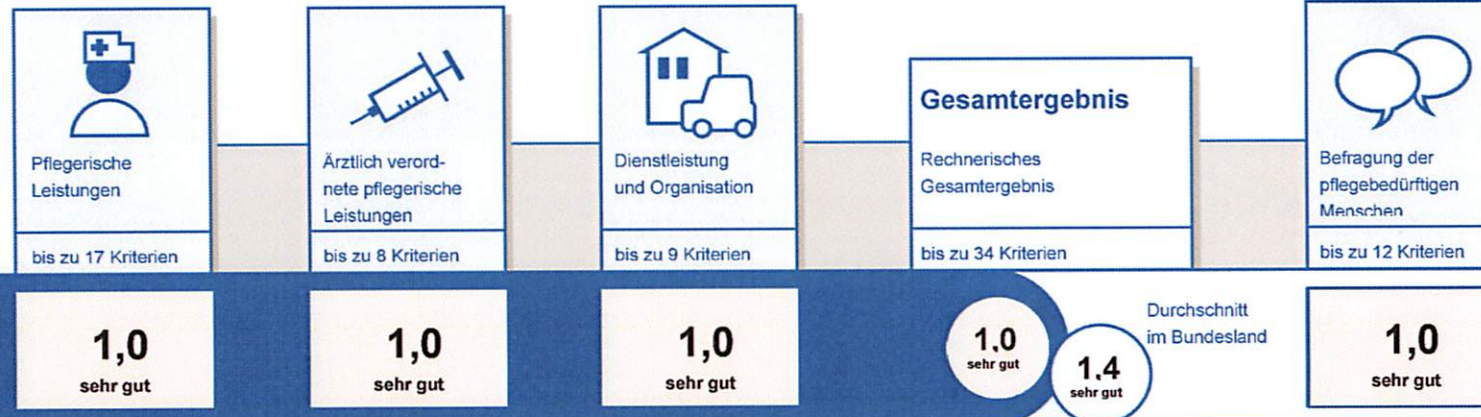 Pflegerische
Leistungen
bis zu 17 Kriterien
1,0
sehr gut
Ärztlich verord-
nete pflegerische
Leistungen
bis zu 8 Kriterien
1,0
sehr gut
Dienstleistung
und Organisation
bis zu 9 Kriterien
1,0
sehr gut
Gesamtergebnis
Rechnerisches
Gesamtergebnis
bis zu 34 Kriterien
1,0
sehr gut
Durchschnitt
im Bundesland
1,4
sehr gut
Befragung der
pflegebedürftigen
Menschen
bis zu 12 Kriterien
1,0
sehr gut